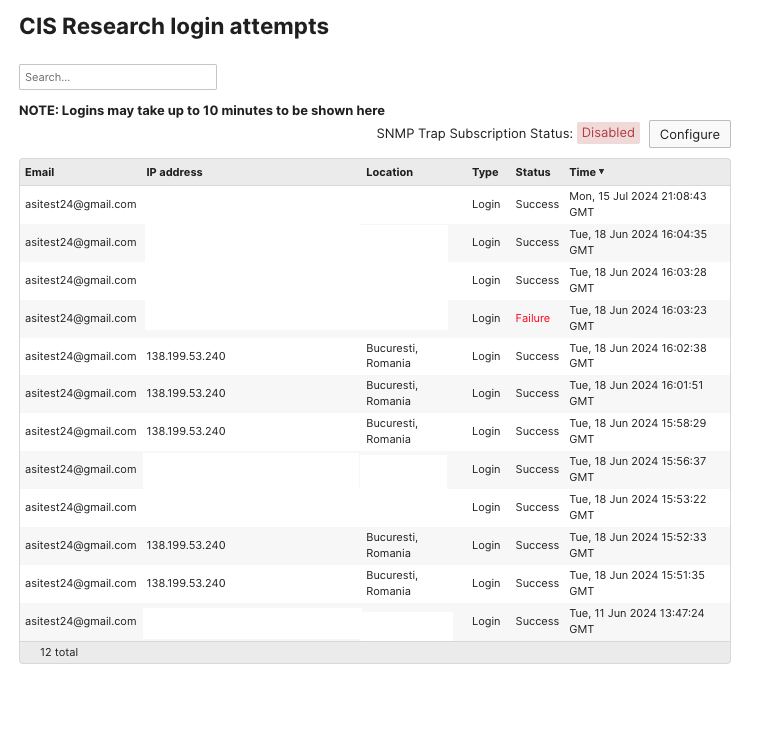 CIS Research login attempts
Search...
NOTE: Logins may take up to 10 minutes to be shown here
SNMP Trap Subscription Status: Disabled Configure
Email IP address Location Type Status Time ▼
asitest24@gmail.com Login Success Mon, 15 Jul 2024 21:08:43
GMT
asitest24@gmail.com Login Success Tue, 18 Jun 2024 16:04:35
GMT
asitest24@gmail.com Login Success Tue, 18 Jun 2024 16:03:28
GMT
asitest24@gmail.com Login Failure Tue, 18 Jun 2024 16:03:23
GMT
asitest24@gmail.com 138.199.53.240 Bucuresti, Login Success Tue, 18 Jun 2024 16:02:38
Romania GMT
asitest24@gmail.com 138.199.53.240 Bucuresti, Login Success Tue, 18 Jun 2024 16:01:51
Romania GMT
asitest24@gmail.com 138.199.53.240 Bucuresti, Login Success Tue, 18 Jun 2024 15:58:29
Romania GMT
asitest24@gmail.com Login Success Tue, 18 Jun 2024 15:56:37
GMT
asitest24@gmail.com Login Success Tue, 18 Jun 2024 15:53:22
GMT
asitest24@gmail.com 138.199.53.240 Bucuresti, Login Success Tue, 18 Jun 2024 15:52:33
Romania GMT
asitest24@gmail.com 138.199.53.240 Bucuresti, Login Success Tue, 18 Jun 2024 15:51:35
Romania GMT
asitest24@gmail.com Login Success Tue, 11 Jun 2024 13:47:24
GMT
12 total